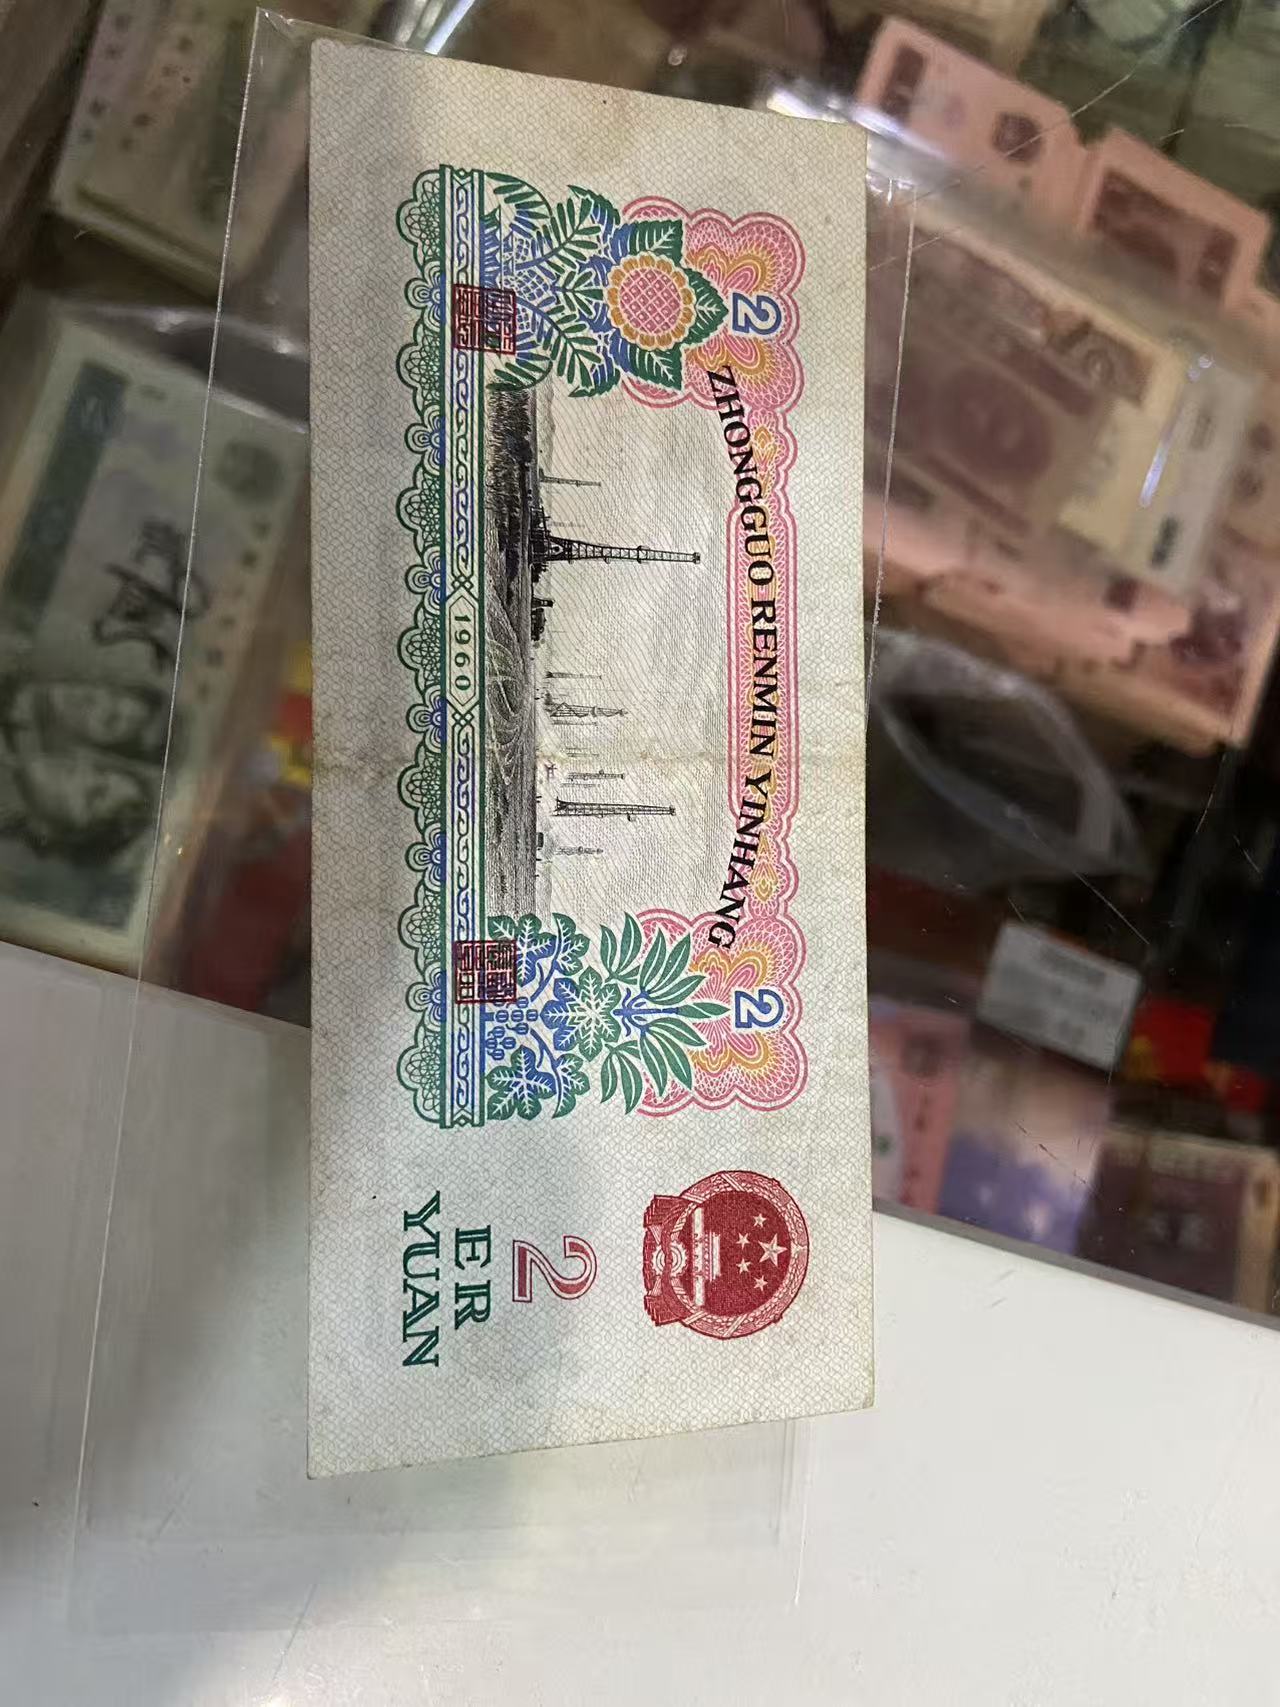 ZHONGGUO RENMIN YINHANG
2
2
1960
2
ER
YUAN